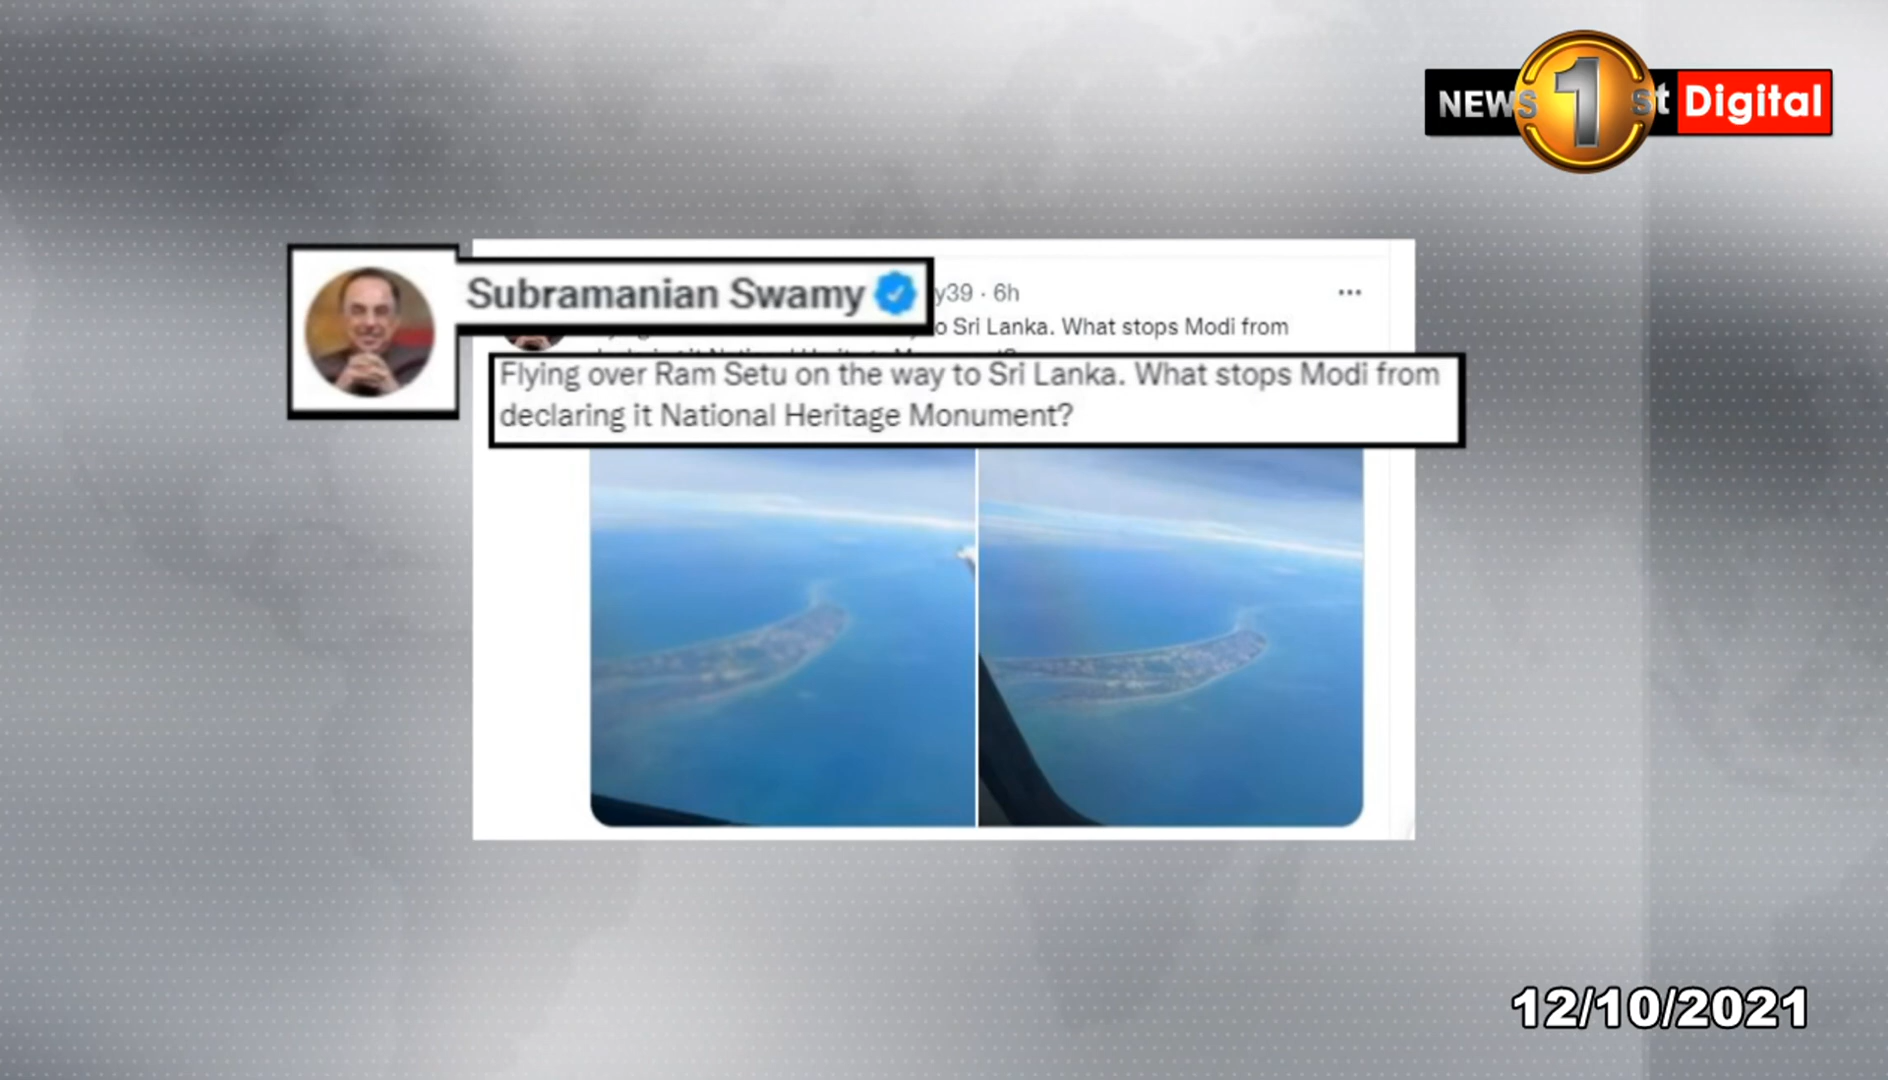 NEWS 1st Digital
Subramanian Swamy
y39 · 6h
o Sri Lanka. What stops Modi from
Flying over Ram Setu on the way to Sri Lanka. What stops Modi from
declaring it National Heritage Monument?
12/10/2021